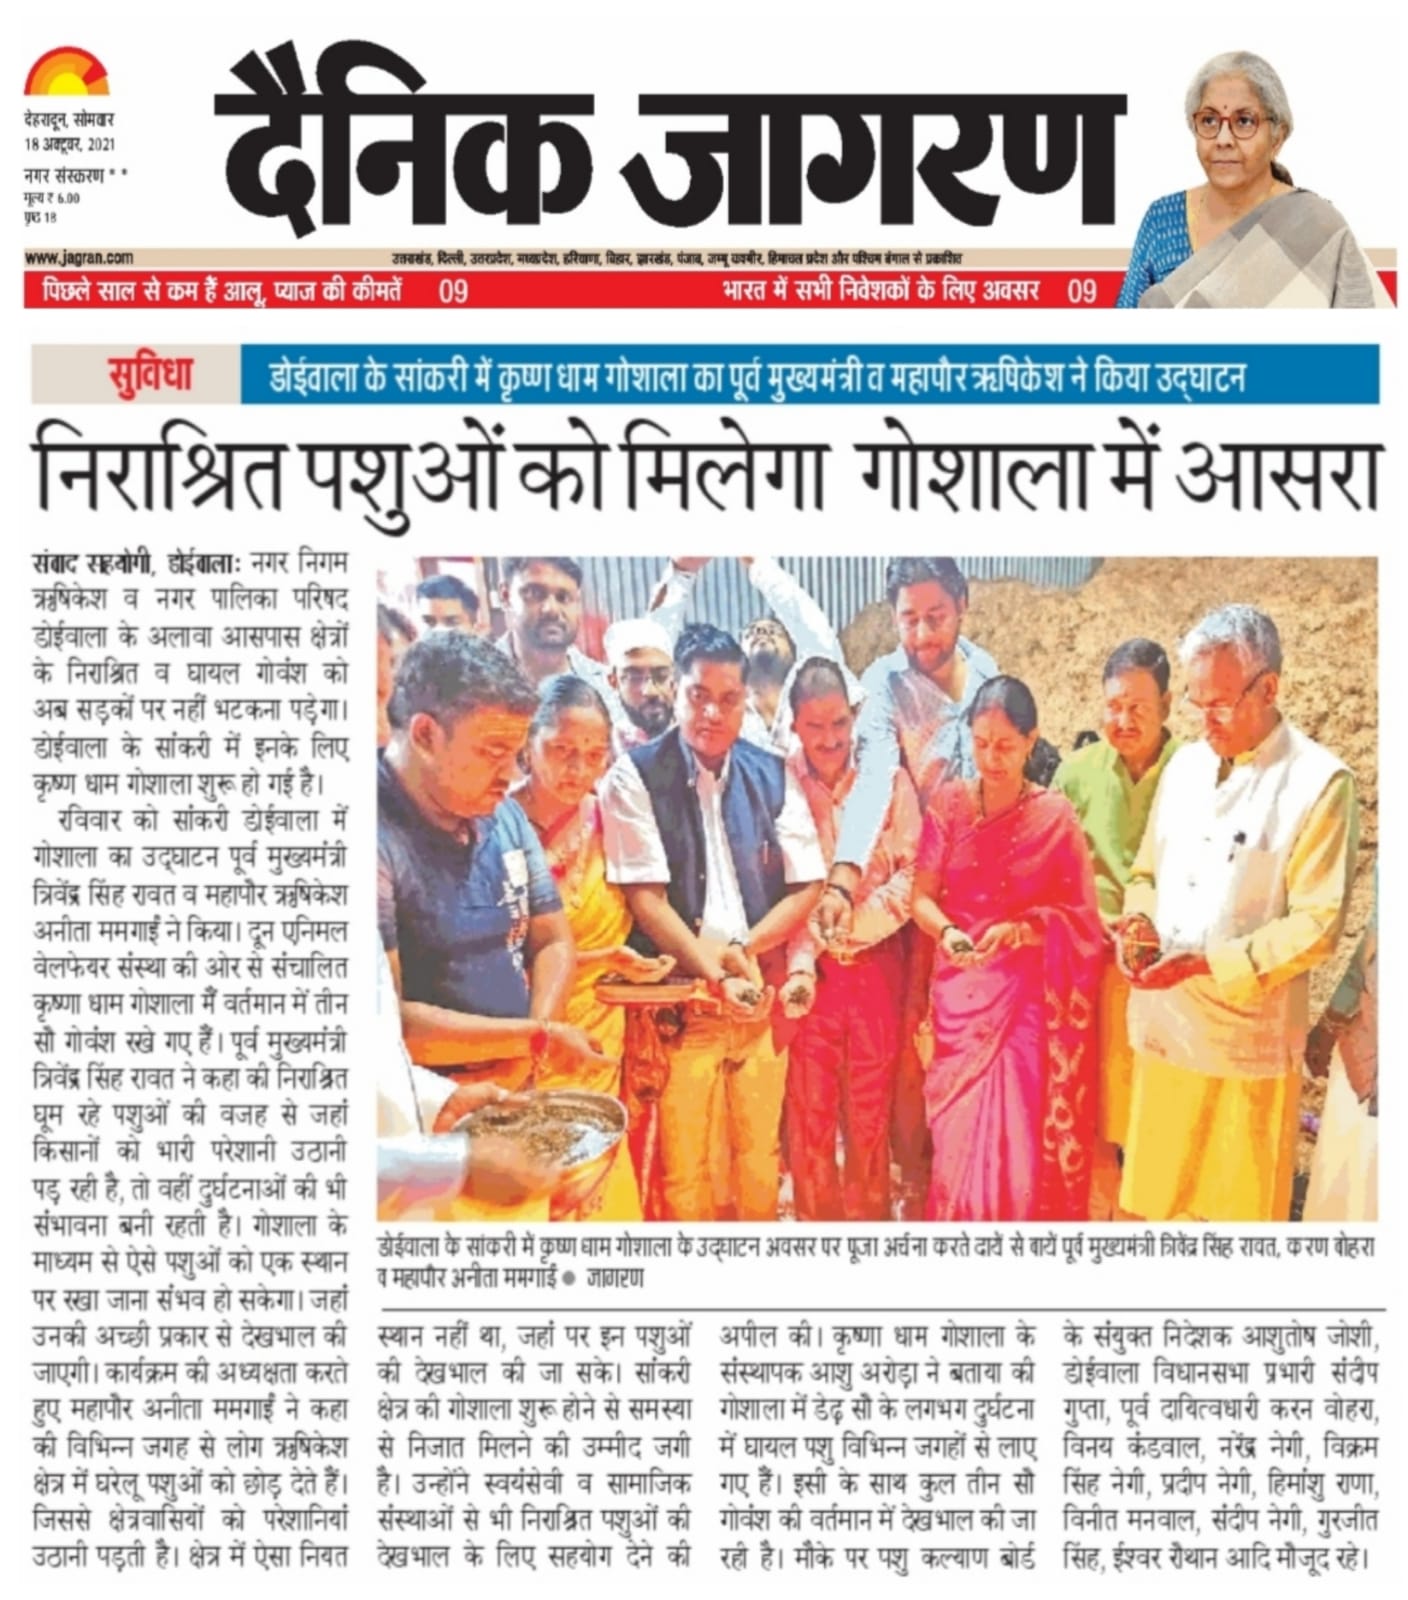 देहरादून, सोमवार
18 अक्टूबर, 2021
नगर संस्करण * *
मूल्य ₹ 6.00
पृष्ठ 18
दैनिक जागरण
www.jagran.com
उत्तराखंड, दिल्ली, उत्तरप्रदेश, मध्यप्रदेश, हरियाणा, बिहार, झारखंड, पंजाब, जम्मू कश्मीर, हिमाचल प्रदेश और पश्चिम बंगाल से प्रकाशित
पिछले साल से कम हैं आलू, प्याज की कीमतें 09
भारत में सभी निवेशकों के लिए अवसर 09
सुविधा
डोईवाला के सांकरी में कृष्ण धाम गोशाला का पूर्व मुख्यमंत्री व महापौर ऋषिकेश ने किया उद्घाटन
निराश्रित पशुओं को मिलेगा गोशाला में आसरा
संवाद सहयोगी, डोईवाला: नगर निगम
ऋषिकेश व नगर पालिका परिषद
डोईवाला के अलावा आसपास क्षेत्रों
के निराश्रित व घायल गोवंश को
अब सड़कों पर नहीं भटकना पड़ेगा।
डोईवाला के सांकरी में इनके लिए
कृष्ण धाम गोशाला शुरू हो गई है।
रविवार को सांकरी डोईवाला में
गोशाला का उद्घाटन पूर्व मुख्यमंत्री
त्रिवेंद्र सिंह रावत व महापौर ऋषिकेश
अनीता ममगाईं ने किया। दून एनिमल
वेलफेयर संस्था की ओर से संचालित
कृष्णा धाम गोशाला में वर्तमान में तीन
सौ गोवंश रखे गए हैं। पूर्व मुख्यमंत्री
त्रिवेंद्र सिंह रावत ने कहा की निराश्रित
घूम रहे पशुओं की वजह से जहां
किसानों को भारी परेशानी उठानी
पड़ रही है, तो वहीं दुर्घटनाओं की भी
संभावना बनी रहती है। गोशाला के
माध्यम से ऐसे पशुओं को एक स्थान
पर रखा जाना संभव हो सकेगा। जहां
उनकी अच्छी प्रकार से देखभाल की
जाएगी। कार्यक्रम की अध्यक्षता करते
हुए महापौर अनीता ममगाईं ने कहा
की विभिन्न जगह से लोग ऋषिकेश
क्षेत्र में घरेलू पशुओं को छोड़ देते हैं।
जिससे क्षेत्रवासियों को परेशानियां
उठानी पड़ती है। क्षेत्र में ऐसा नियत
डोईवाला के सांकरी में कृष्ण धाम गोशाला के उद्घाटन अवसर पर पूजा अर्चना करते दायें से बायें पूर्व मुख्यमंत्री त्रिवेंद्र सिंह रावत, करण बोहरा
व महापौर अनीता ममगाईं ● जागरण
स्थान नहीं था, जहां पर इन पशुओं
की देखभाल की जा सके। सांकरी
क्षेत्र की गोशाला शुरू होने से समस्या
से निजात मिलने की उम्मीद जगी
है। उन्होंने स्वयंसेवी व सामाजिक
संस्थाओं से भी निराश्रित पशुओं की
देखभाल के लिए सहयोग देने की
अपील की। कृष्णा धाम गोशाला के
संस्थापक आशु अरोड़ा ने बताया की
गोशाला में डेढ़ सौ के लगभग दुर्घटना
में घायल पशु विभिन्न जगहों से लाए
गए हैं। इसी के साथ कुल तीन सौ
गोवंश की वर्तमान में देखभाल की जा
रही है। मौके पर पशु कल्याण बोर्ड
के संयुक्त निदेशक आशुतोष जोशी,
डोईवाला विधानसभा प्रभारी संदीप
गुप्ता, पूर्व दायित्वधारी करन वोहरा,
विनय कंडवाल, नरेंद्र नेगी, विक्रम
सिंह नेगी, प्रदीप नेगी, हिमांशु राणा,
विनीत मनवाल, संदीप नेगी, गुरजीत
सिंह, ईश्वर रौथान आदि मौजूद रहे।